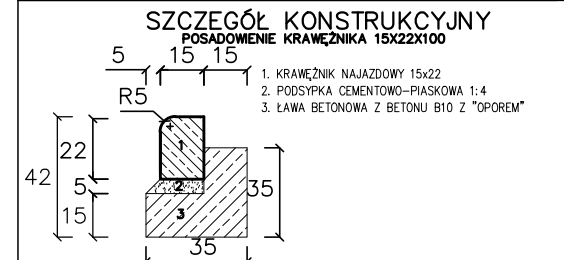 SZCZEGÓŁ KONSTRUKCYJNY
POSADOWIENIE KRAWĘŻNIKA 15X22X100
5 15 15
1. KRAWĘŻNIK NAJAZDOWY 15x22
2. PODSYPKA CEMENTOWO-PIASKOWA 1:4
3. ŁAWA BETONOWA Z BETONU B10 Z "OPOREM"
R5
1
22
42
2
5
35
15
3
35